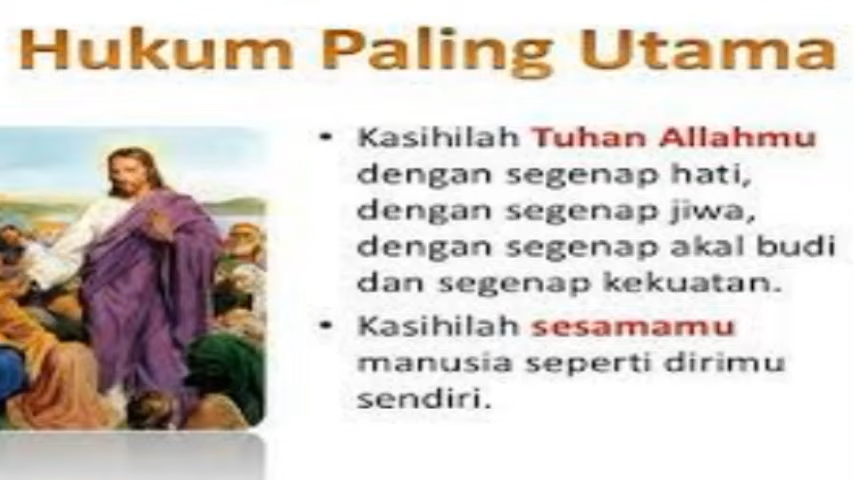 Hukum Paling Utama
• Kasihilah Tuhan Allahmu
dengan segenap hati,
dengan segenap jiwa,
dengan segenap akal budi
dan segenap kekuatan.
• Kasihilah sesamamu
manusia seperti dirimu
sendiri.